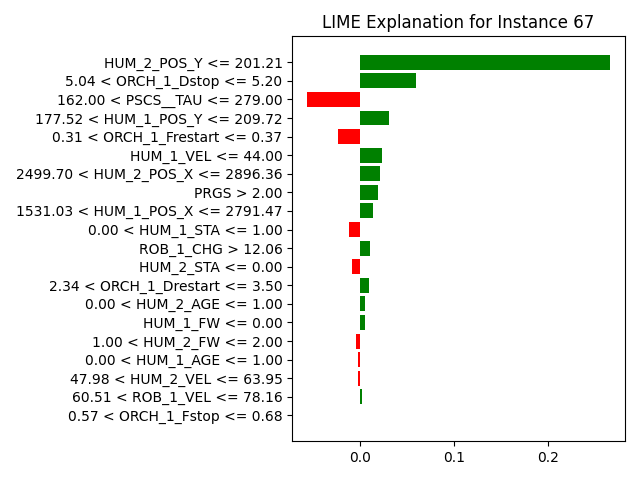 LIME Explanation for Instance 67
HUM_2_POS_Y <= 201.21
5.04 < ORCH_1_Dstop <= 5.20
162.00 < PSCS__TAU <= 279.00
177.52 < HUM_1_POS_Y <= 209.72
0.31 < ORCH_1_Frestart <= 0.37
HUM_1_VEL <= 44.00
2499.70 < HUM_2_POS_X <= 2896.36
PRGS > 2.00
1531.03 < HUM_1_POS_X <= 2791.47
0.00 < HUM_1_STA <= 1.00
ROB_1_CHG > 12.06
HUM_2_STA <= 0.00
2.34 < ORCH_1_Drestart <= 3.50
0.00 < HUM_2_AGE <= 1.00
HUM_1_FW <= 0.00
1.00 < HUM_2_FW <= 2.00
0.00 < HUM_1_AGE <= 1.00
47.98 < HUM_2_VEL <= 63.95
60.51 < ROB_1_VEL <= 78.16
0.57 < ORCH_1_Fstop <= 0.68
0.0 0.1 0.2